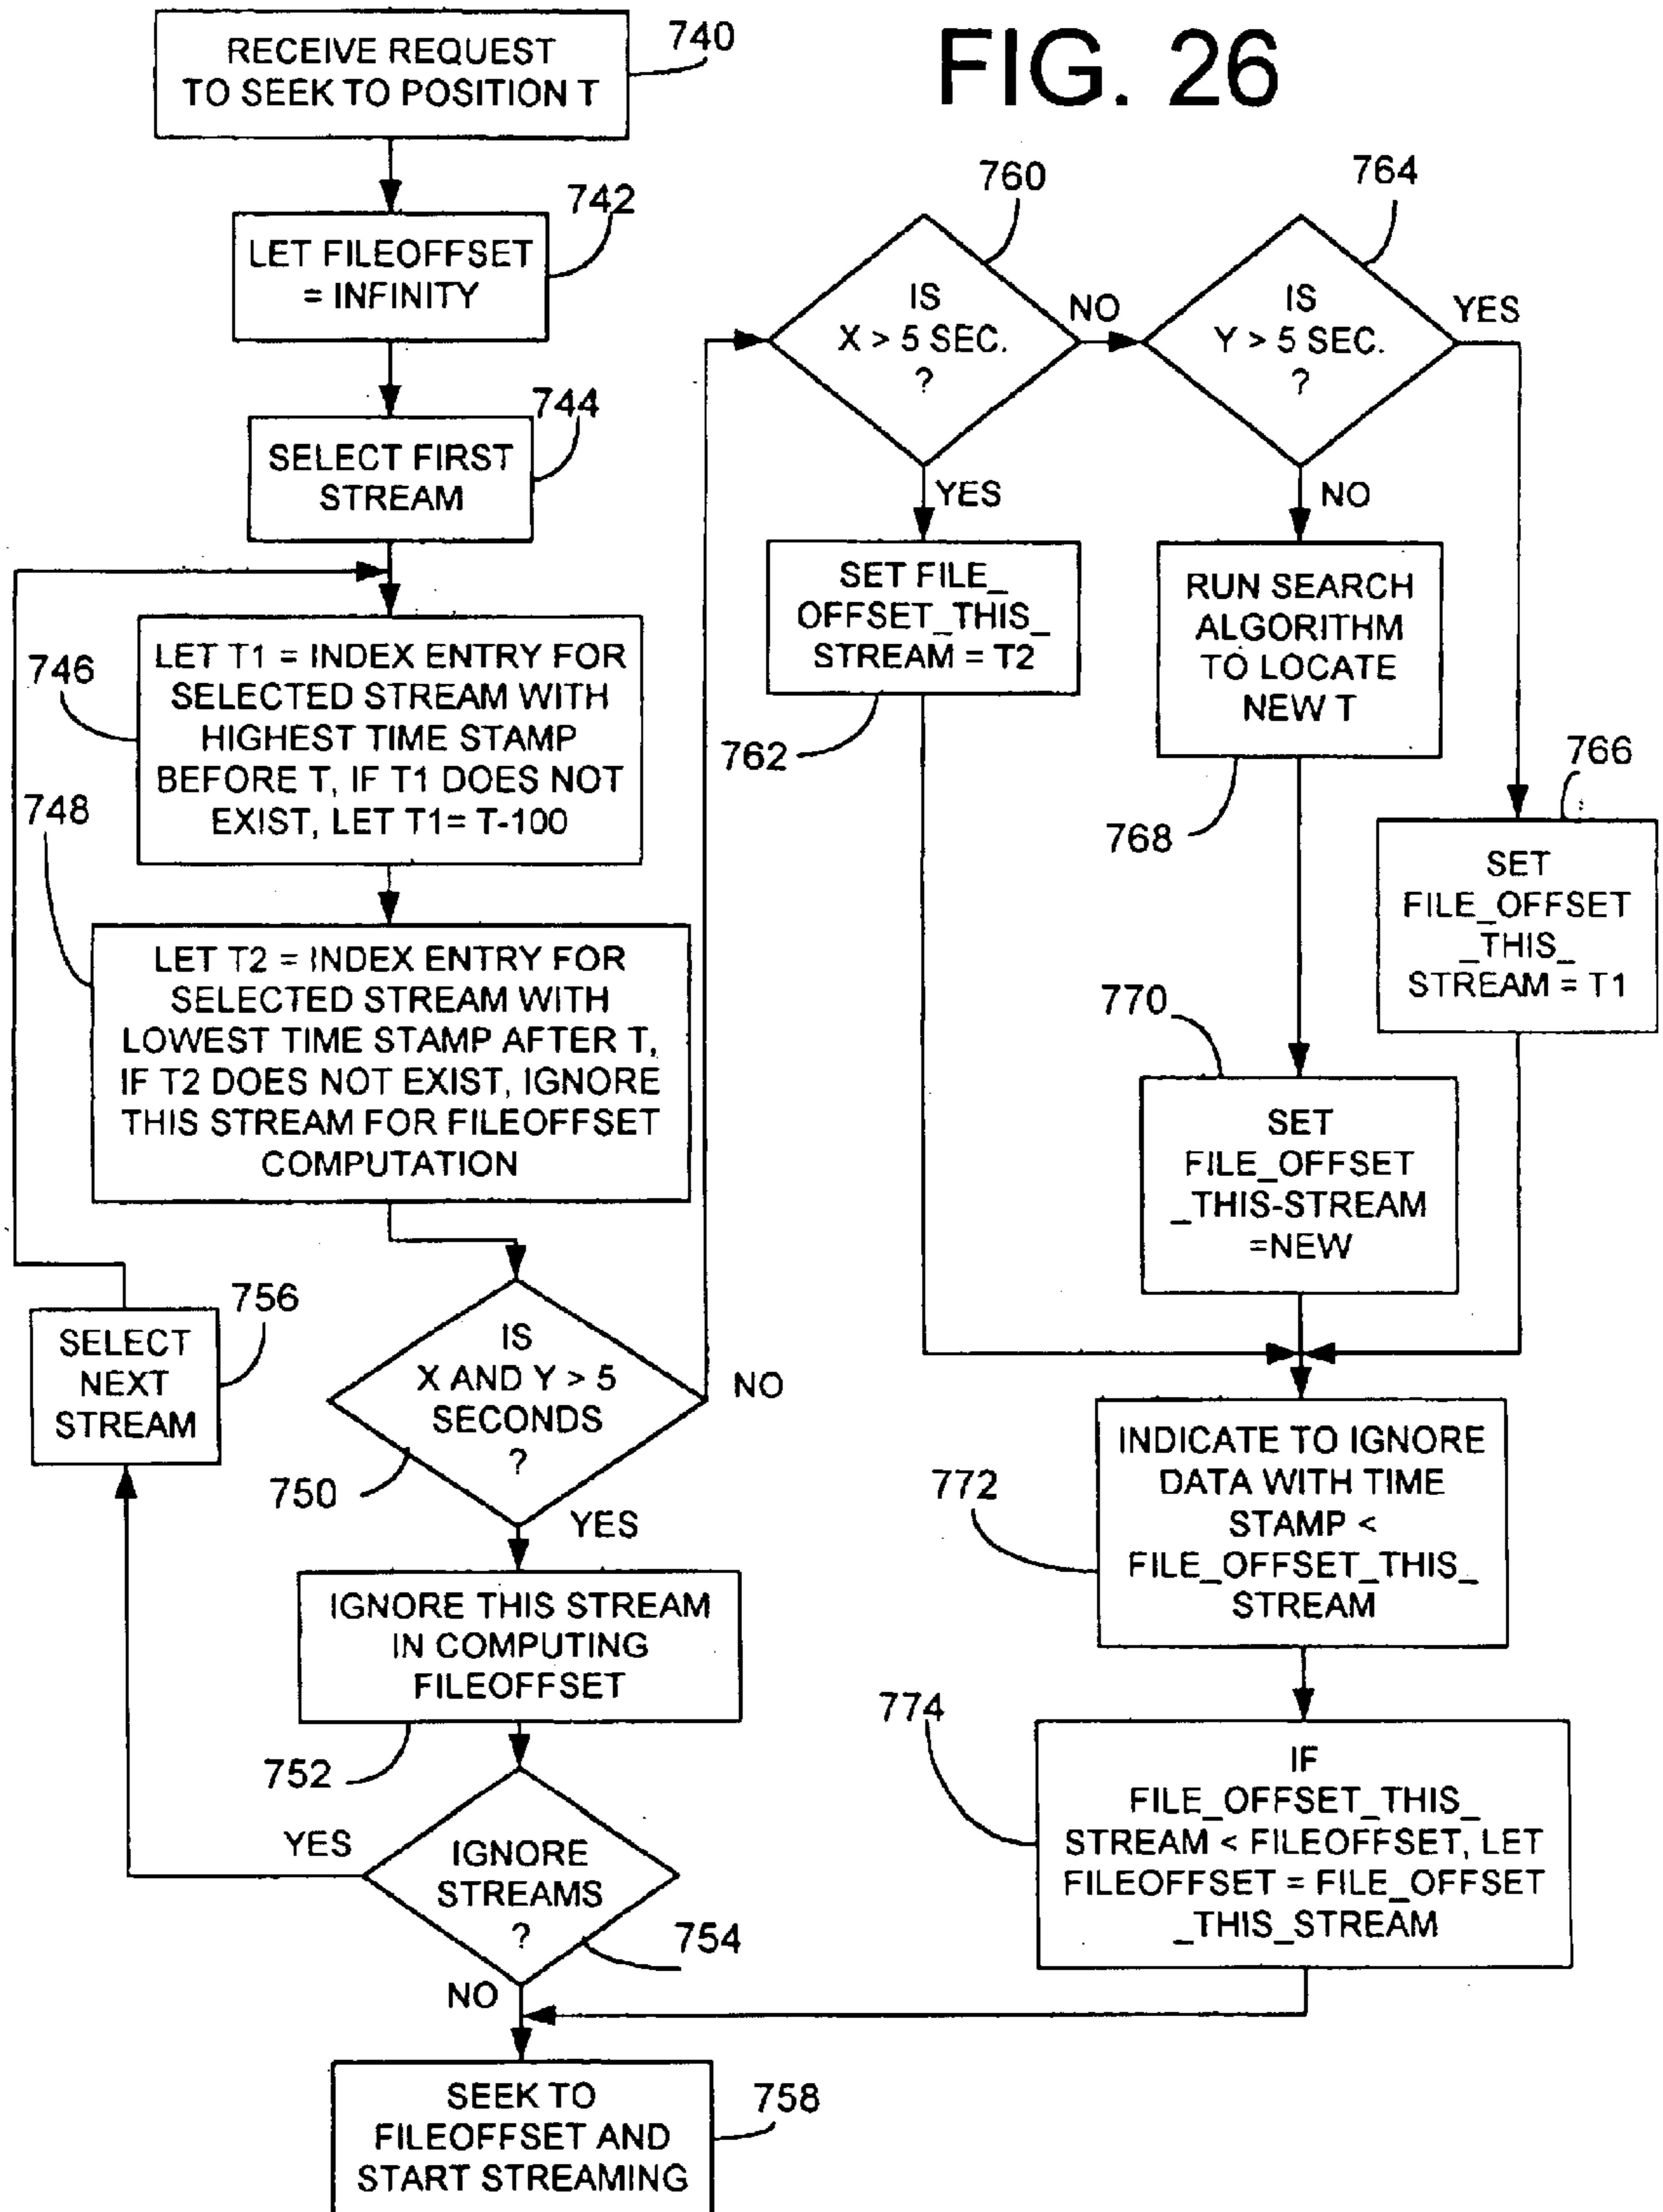 FIG. 26
RECEIVE REQUEST
TO SEEK TO POSITION T
740
LET FILEOFFSET
= INFINITY
742
SELECT FIRST
STREAM
744
LET T1 = INDEX ENTRY FOR
SELECTED STREAM WITH
HIGHEST TIME STAMP
BEFORE T, IF T1 DOES NOT
EXIST, LET T1= T-100
746
LET T2 = INDEX ENTRY FOR
SELECTED STREAM WITH
LOWEST TIME STAMP AFTER T,
IF T2 DOES NOT EXIST, IGNORE
THIS STREAM FOR FILEOFFSET
COMPUTATION
748
IS
X AND Y > 5
SECONDS
?
750
NO
YES
IGNORE THIS STREAM
IN COMPUTING
FILEOFFSET
752
IGNORE
STREAMS
?
754
YES
NO
SELECT
NEXT
STREAM
756
SEEK TO
FILEOFFSET AND
START STREAMING
758
IS
X > 5 SEC.
?
760
NO
YES
SET FILE_
OFFSET_THIS_
STREAM = T2
762
IS
Y > 5 SEC.
?
764
YES
NO
RUN SEARCH
ALGORITHM
TO LOCATE
NEW T
768
SET
FILE_OFFSET
_THIS_
STREAM = T1
766
SET
FILE_OFFSET
_THIS-STREAM
=NEW
770
INDICATE TO IGNORE
DATA WITH TIME
STAMP <
FILE_OFFSET_THIS_
STREAM
772
IF
FILE_OFFSET_THIS_
STREAM < FILEOFFSET, LET
FILEOFFSET = FILE_OFFSET
_THIS_STREAM
774